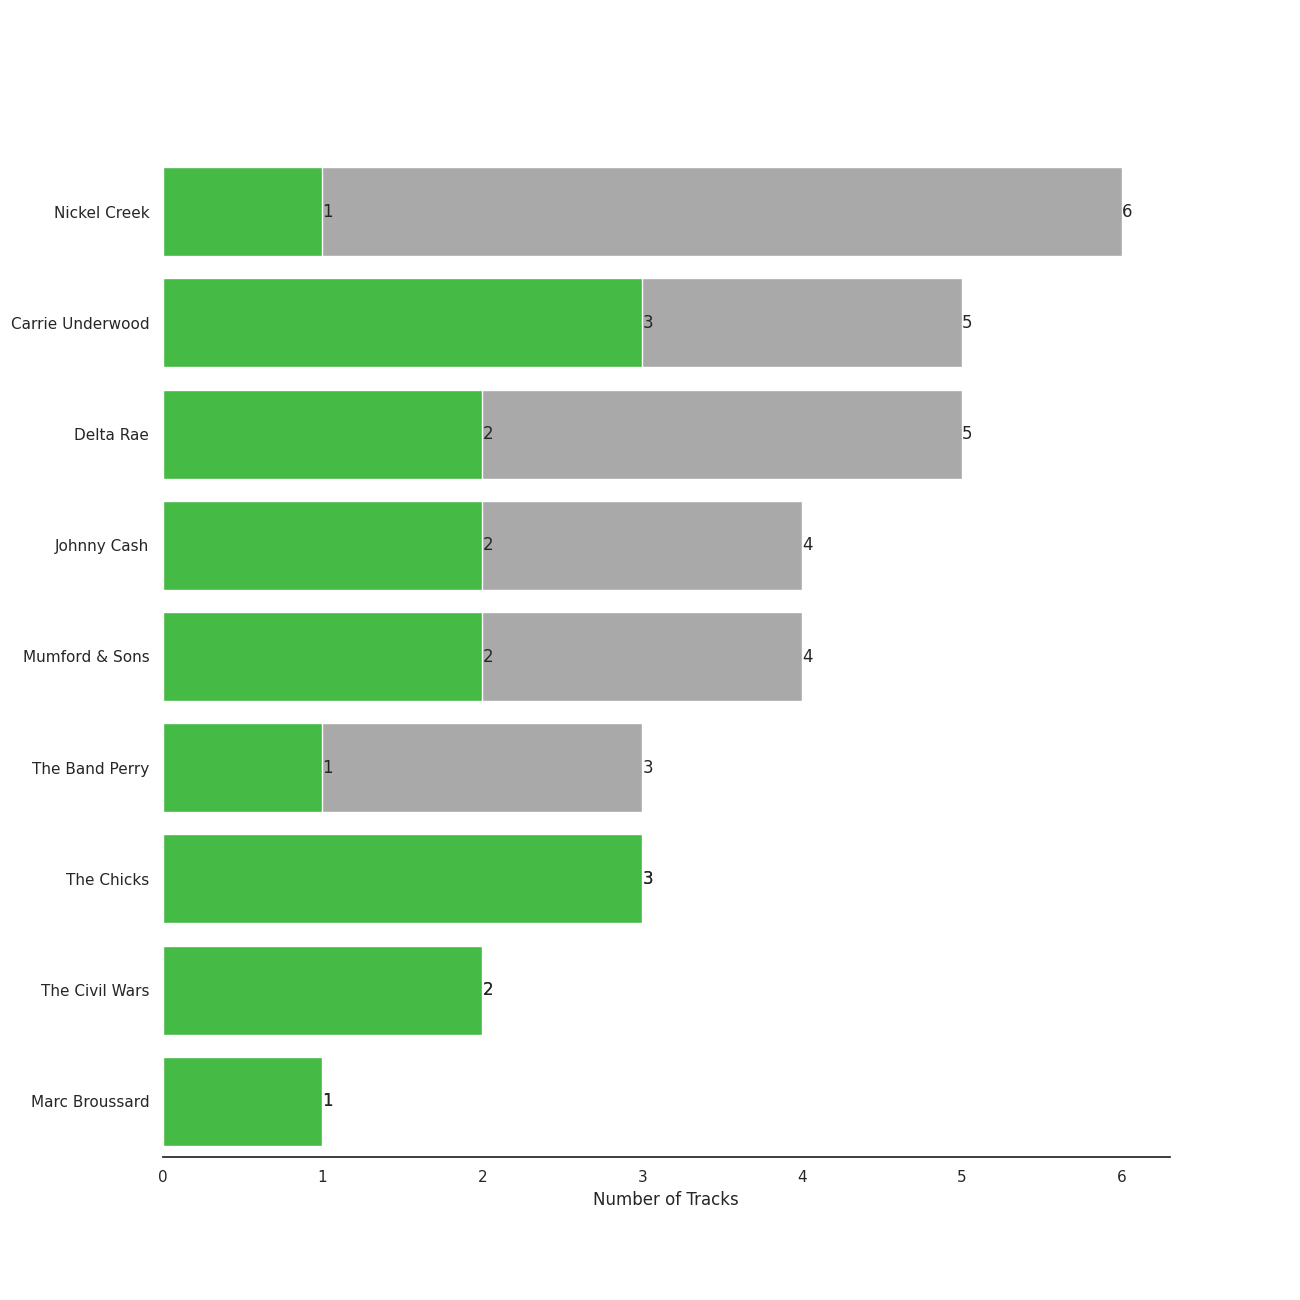 Nickel Creek 1 6
Carrie Underwood 3 5
Delta Rae 2 5
Johnny Cash 2 4
Mumford & Sons 2 4
The Band Perry 1 3
The Chicks 3
The Civil Wars 2
Marc Broussard 1
0 1 2 3 4 5 6
Number of Tracks